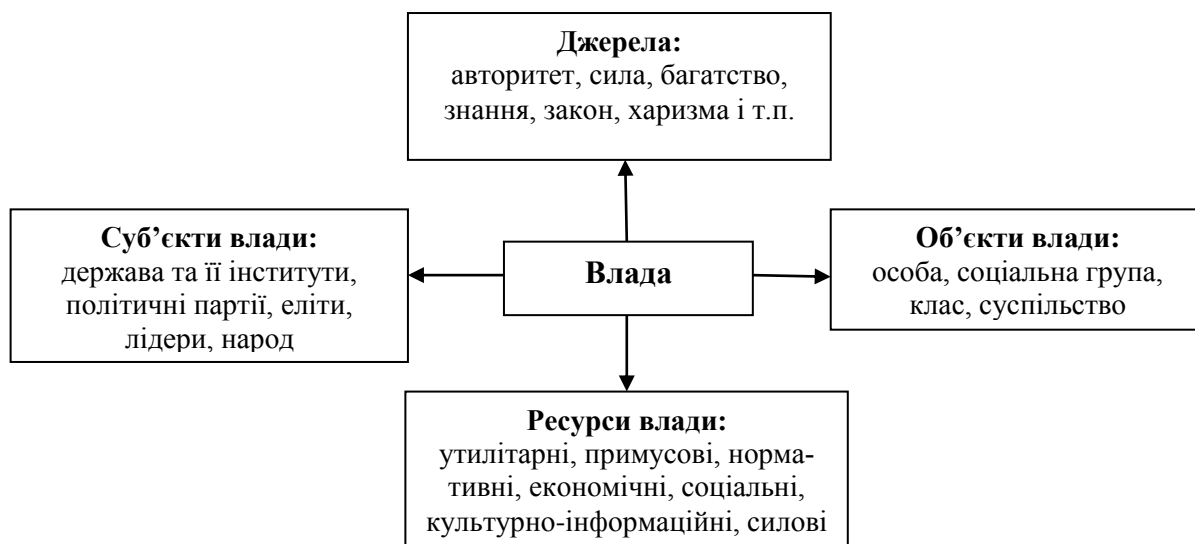 Джерела:
авторитет, сила, багатство,
знання, закон, харизма і т.п.
Суб’єкти влади:
держава та її інститути,
політичні партії, еліти,
лідери, народ
Влада
Об’єкти влади:
особа, соціальна група,
клас, суспільство
Ресурси влади:
утилітарні, примусові, норма-
тивні, економічні, соціальні,
культурно-інформаційні, силові